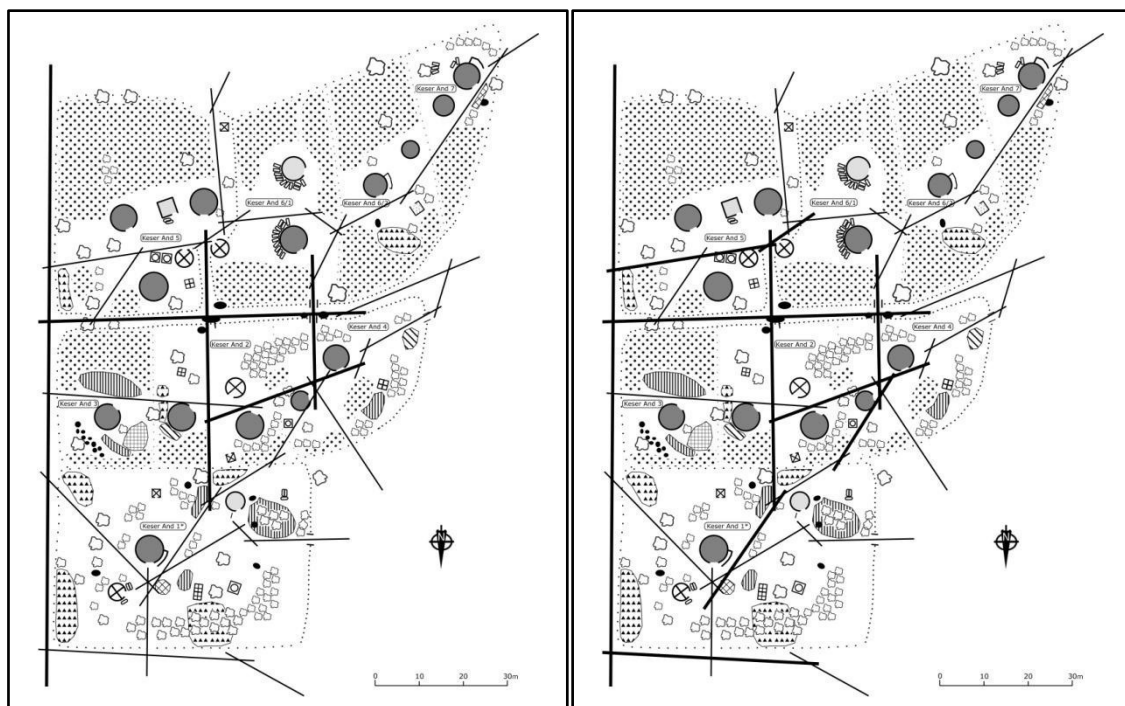 Keser And 7
Keser And 6/1
Keser And 6/2
Keser And 5
Keser And 4
Keser And 2
Keser And 3
Keser And 1*
N
0 10 20 30m
Keser And 7
Keser And 6/1
Keser And 6/2
Keser And 5
Keser And 4
Keser And 2
Keser And 3
Keser And 1*
N
0 10 20 30m